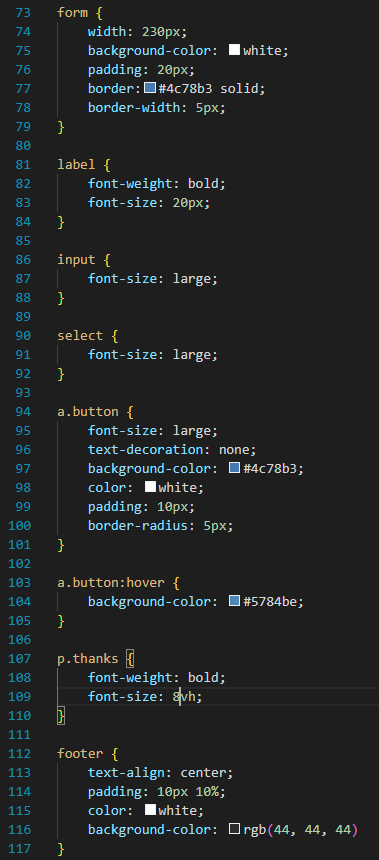 73 form {
74     width: 230px;
75     background-color: white;
76     padding: 20px;
77     border:#4c78b3 solid;
78     border-width: 5px;
79 }
80
81 label {
82     font-weight: bold;
83     font-size: 20px;
84 }
85
86 input {
87     font-size: large;
88 }
89
90 select {
91     font-size: large;
92 }
93
94 a.button {
95     font-size: large;
96     text-decoration: none;
97     background-color: #4c78b3;
98     color: white;
99     padding: 10px;
100     border-radius: 5px;
101 }
102
103 a.button:hover {
104     background-color: #5784be;
105 }
106
107 p.thanks {
108     font-weight: bold;
109     font-size: 8vh;
110 }
111
112 footer {
113     text-align: center;
114     padding: 10px 10%;
115     color: white;
116     background-color: rgb(44, 44, 44)
117 }